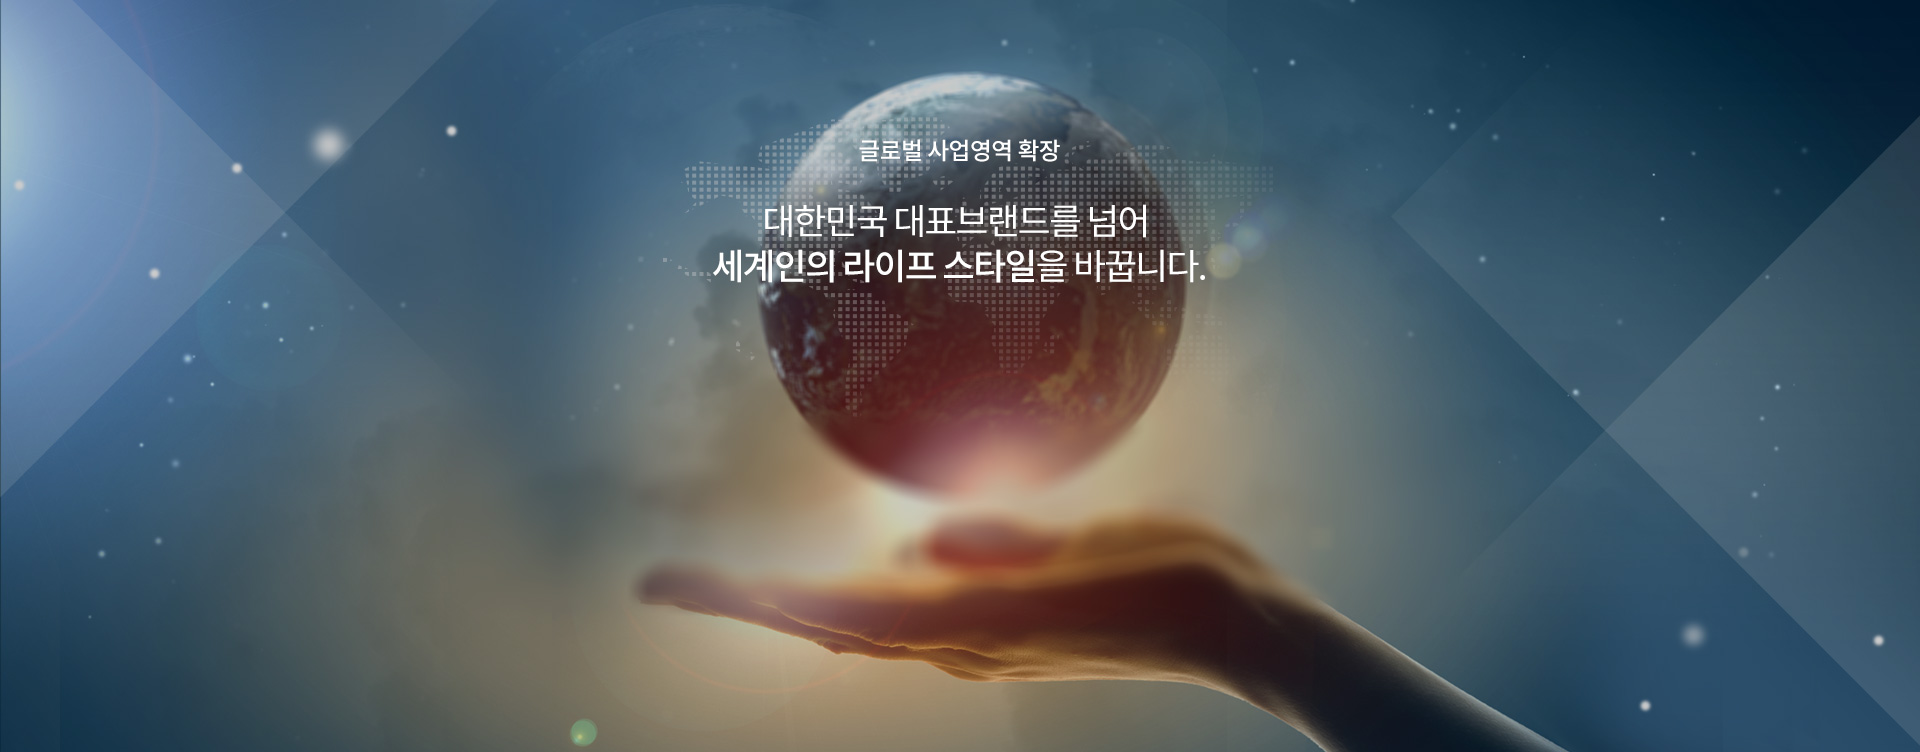 글로벌 사업영역 확장
대한민국 대표브랜드를 넘어
세계인의 라이프 스타일을 바꿉니다.